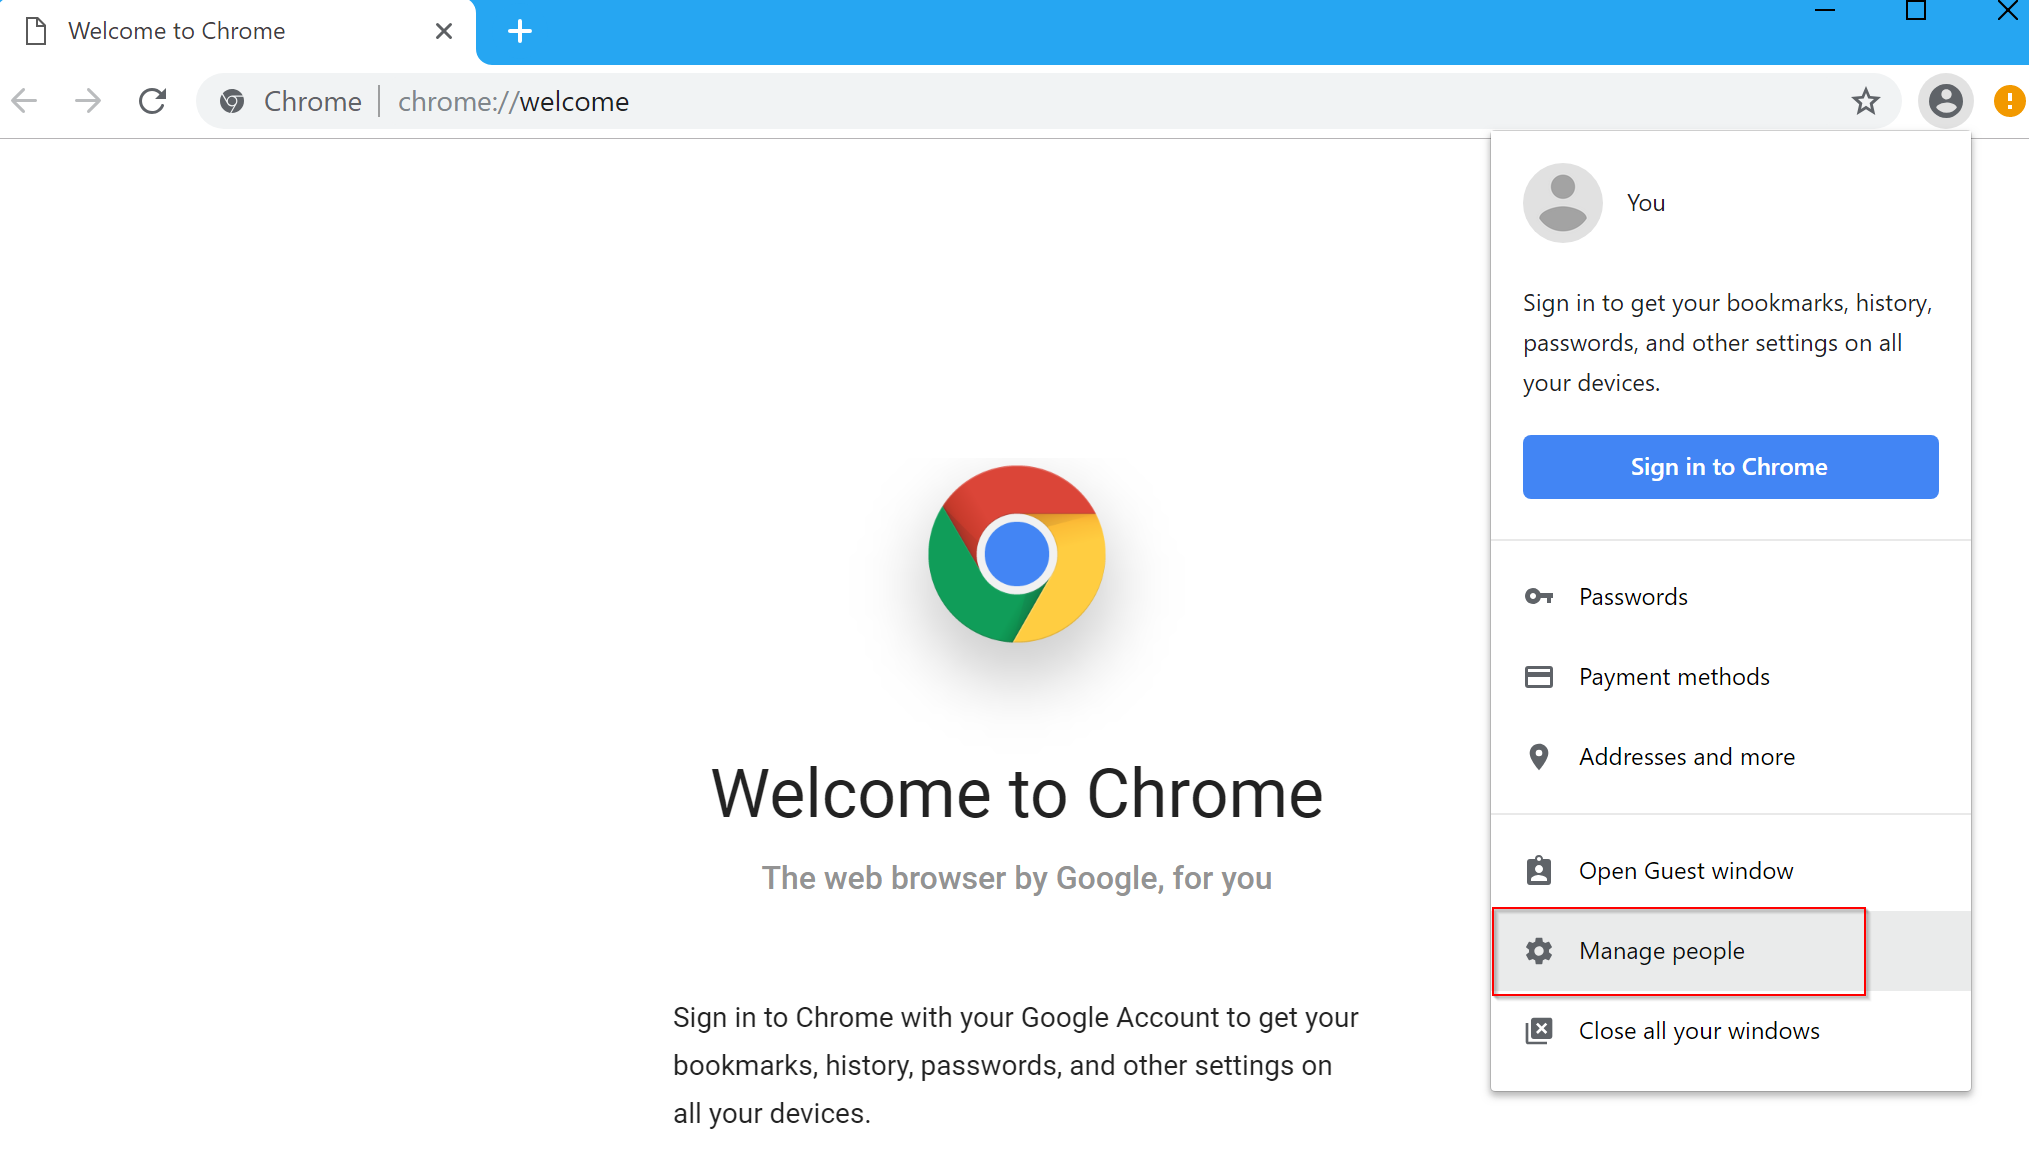 Welcome to Chrome
Chrome | chrome://welcome
You
Sign in to get your bookmarks, history,
passwords, and other settings on all
your devices.
Sign in to Chrome
Passwords
Payment methods
Addresses and more
Open Guest window
Manage people
Close all your windows
Welcome to Chrome
The web browser by Google, for you
Sign in to Chrome with your Google Account to get your
bookmarks, history, passwords, and other settings on
all your devices.